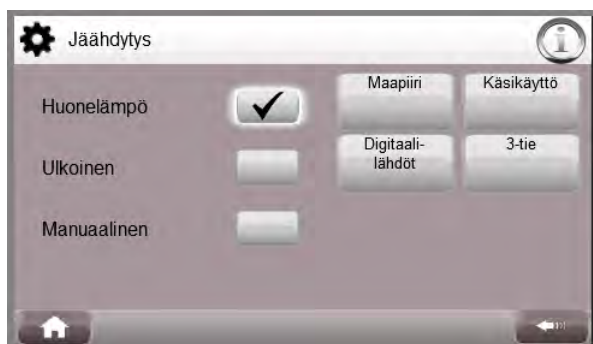 Jäähdytys
Huonelämpö
Ulkoinen
Manuaalinen
Maapiiri
Käsikäyttö
Digitaali-
lähdöt
3-tie